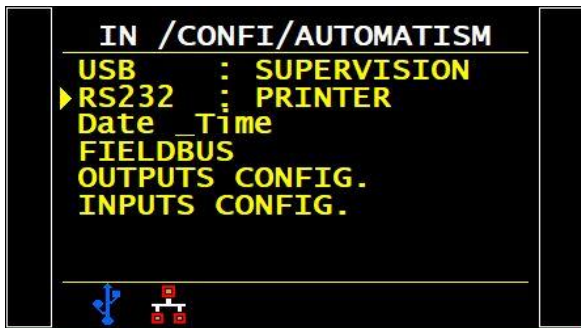 IN /CONFI/AUTOMATISM
USB : SUPERVISION
RS232 : PRINTER
Date _Time
FIELDBUS
OUTPUTS CONFIG.
INPUTS CONFIG.